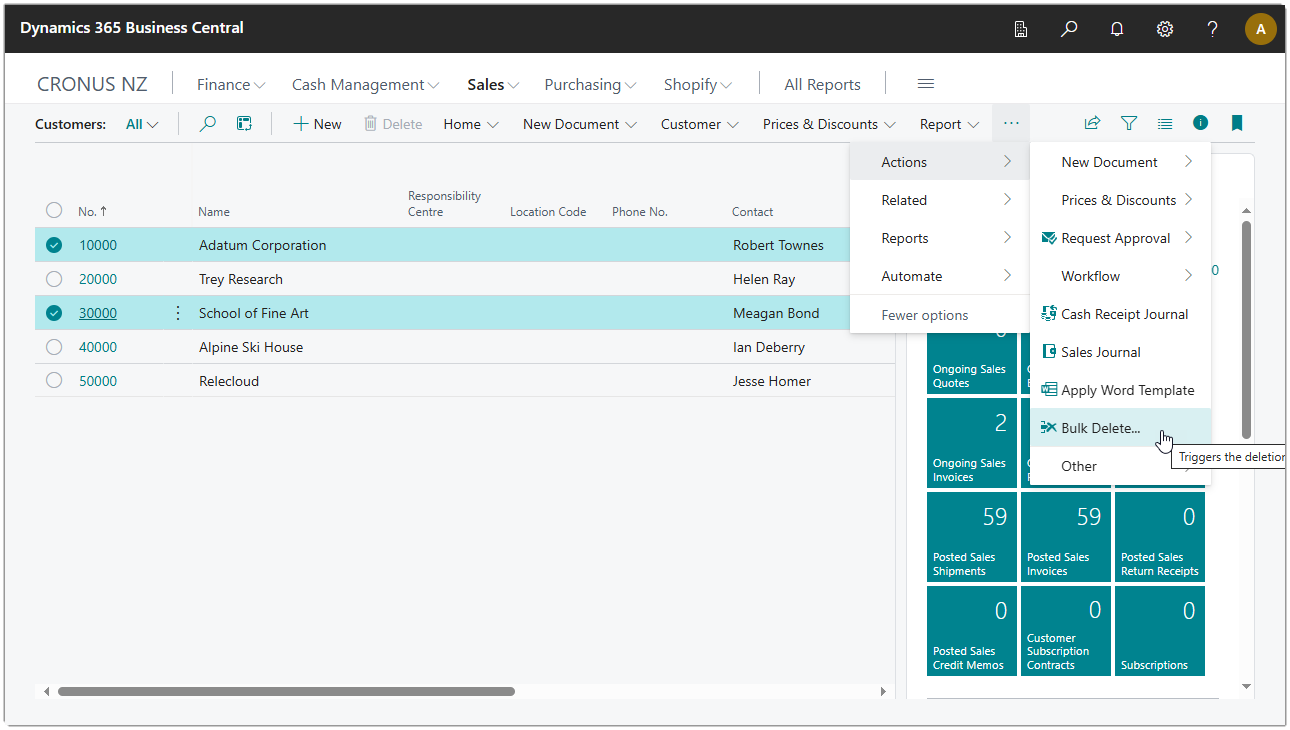 Dynamics 365 Business Central
A
CRONUS NZ
Finance
Cash Management
Sales
Purchasing
Shopify
All Reports
Customers:
All
New
Delete
Home
New Document
Customer
Prices & Discounts
Report
No. ↑
Name
Responsibility
Centre
Location Code
Phone No.
Contact
10000
Adatum Corporation
Robert Townes
20000
Trey Research
Helen Ray
30000
School of Fine Art
Meagan Bond
40000
Alpine Ski House
Ian Deberry
50000
Relecloud
Jesse Homer
Actions
Related
Reports
Automate
Fewer options
New Document
Prices & Discounts
Request Approval
Workflow
Cash Receipt Journal
Sales Journal
Apply Word Template
Bulk Delete...
Other
Triggers the deletion
0
Ongoing Sales
Quotes
2
Ongoing Sales
Invoices
59
Posted Sales
Shipments
59
Posted Sales
Invoices
0
Posted Sales
Return Receipts
0
Posted Sales
Credit Memos
0
Customer
Subscription
Contracts
0
Subscriptions